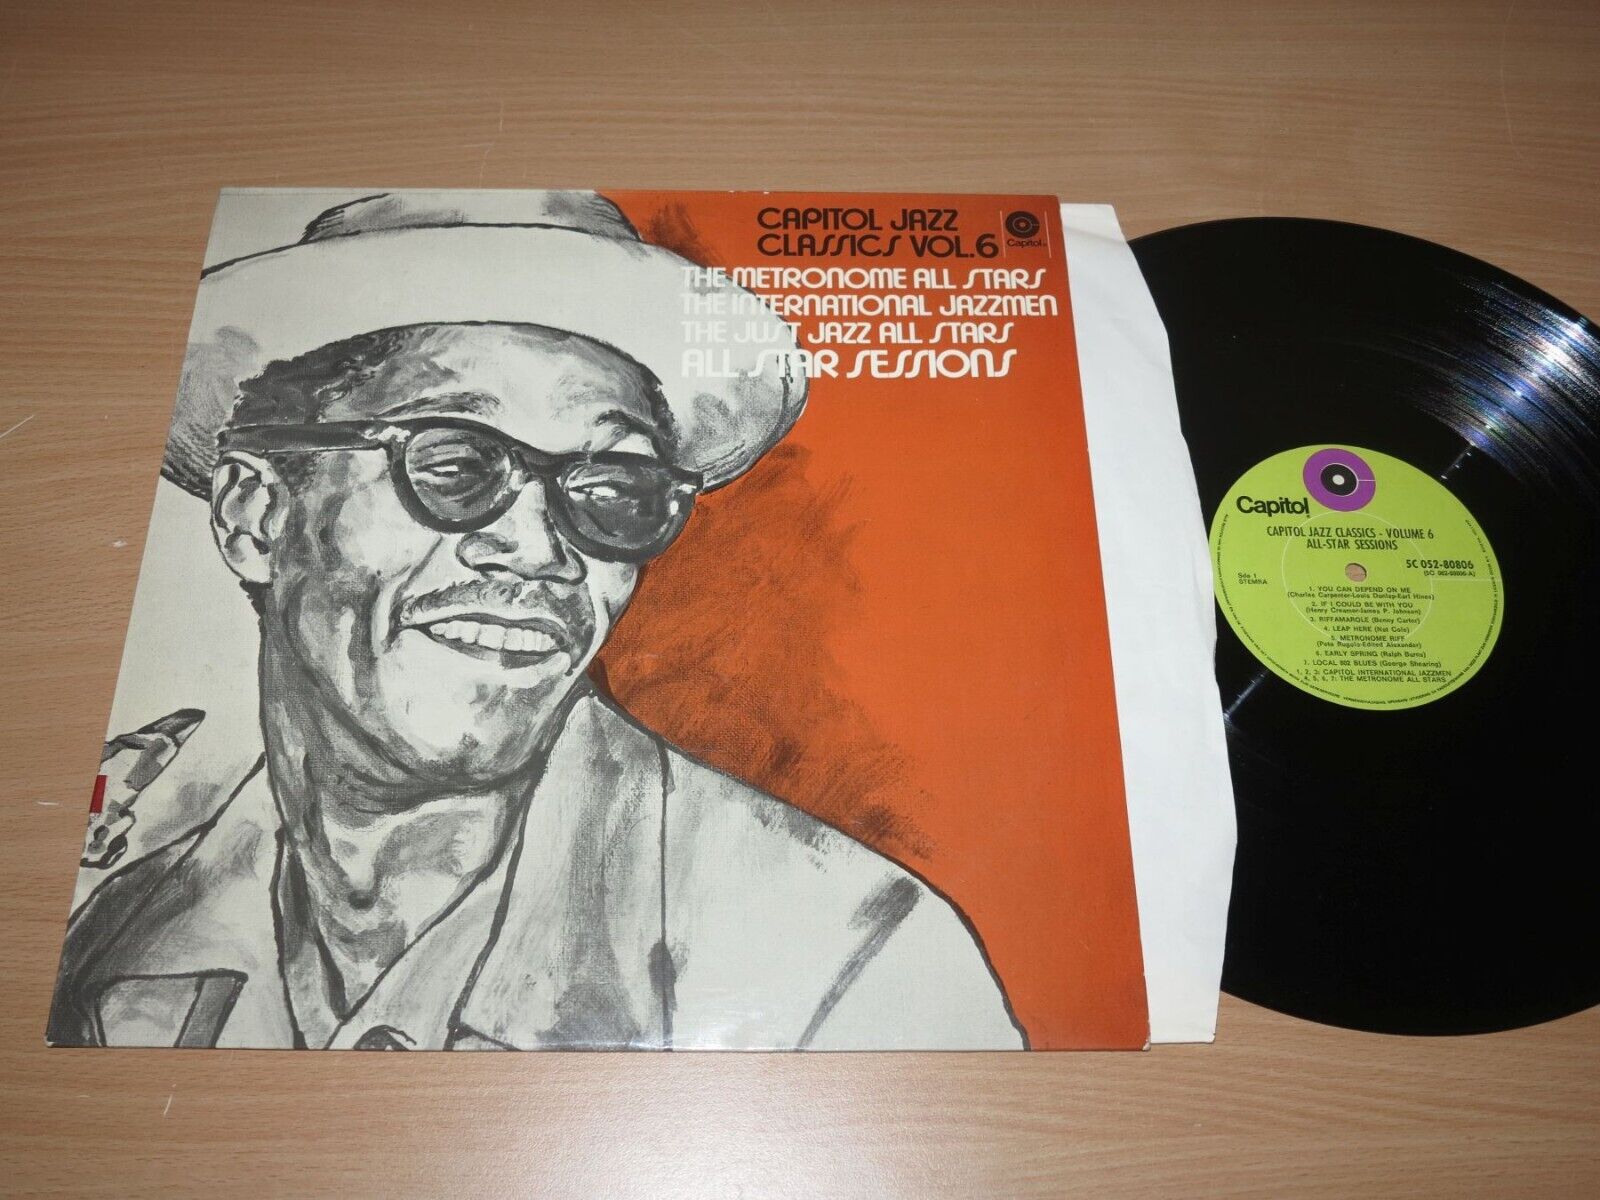 CAPITOL JAZZ
CLASSICS VOL.6
Capitol®
THE METRONOME ALL STARS
THE INTERNATIONAL JAZZMEN
THE JUST JAZZ ALL STARS
ALL STAR SESSIONS
Capitol®
CAPITOL JAZZ CLASSICS - VOLUME 6
ALL-STAR SESSIONS
5C 052-80806
(5C 052-80806-A)
Side 1
STEMRA
1. YOU CAN DEPEND ON ME
(Charles Carpenter-Louis Dunlap-Earl Hines)
2. IF I COULD BE WITH YOU
(Henry Creamer-James P. Johnson)
3. RIFFAMAROLE (Benny Carter)
4. LEAP HERE (Nat Cole)
5. METRONOME RIFF
(Pete Rugolo-Edited Alexander)
6. EARLY SPRING (Ralph Burns)
7. LOCAL 802 BLUES (George Shearing)
1, 2, 3: CAPITOL INTERNATIONAL JAZZMEN
4, 5, 6, 7: THE METRONOME ALL STARS